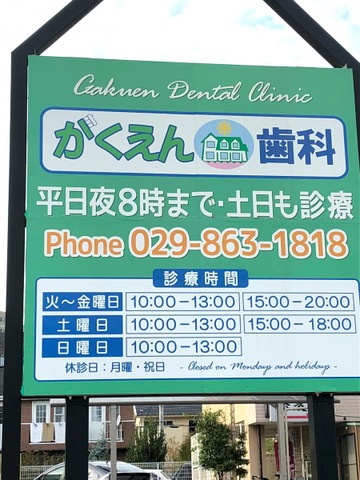 Gakuen Dental Clinic
がくえん歯科
平日夜8時まで・土日も診療
Phone 029-863-1818
診療時間
火～金曜日 10:00-13:00 15:00-20:00
土曜日 10:00-13:00 15:00-18:00
日曜日 10:00-13:00
休診日：月曜・祝日 - Closed on Mondays and holidays -